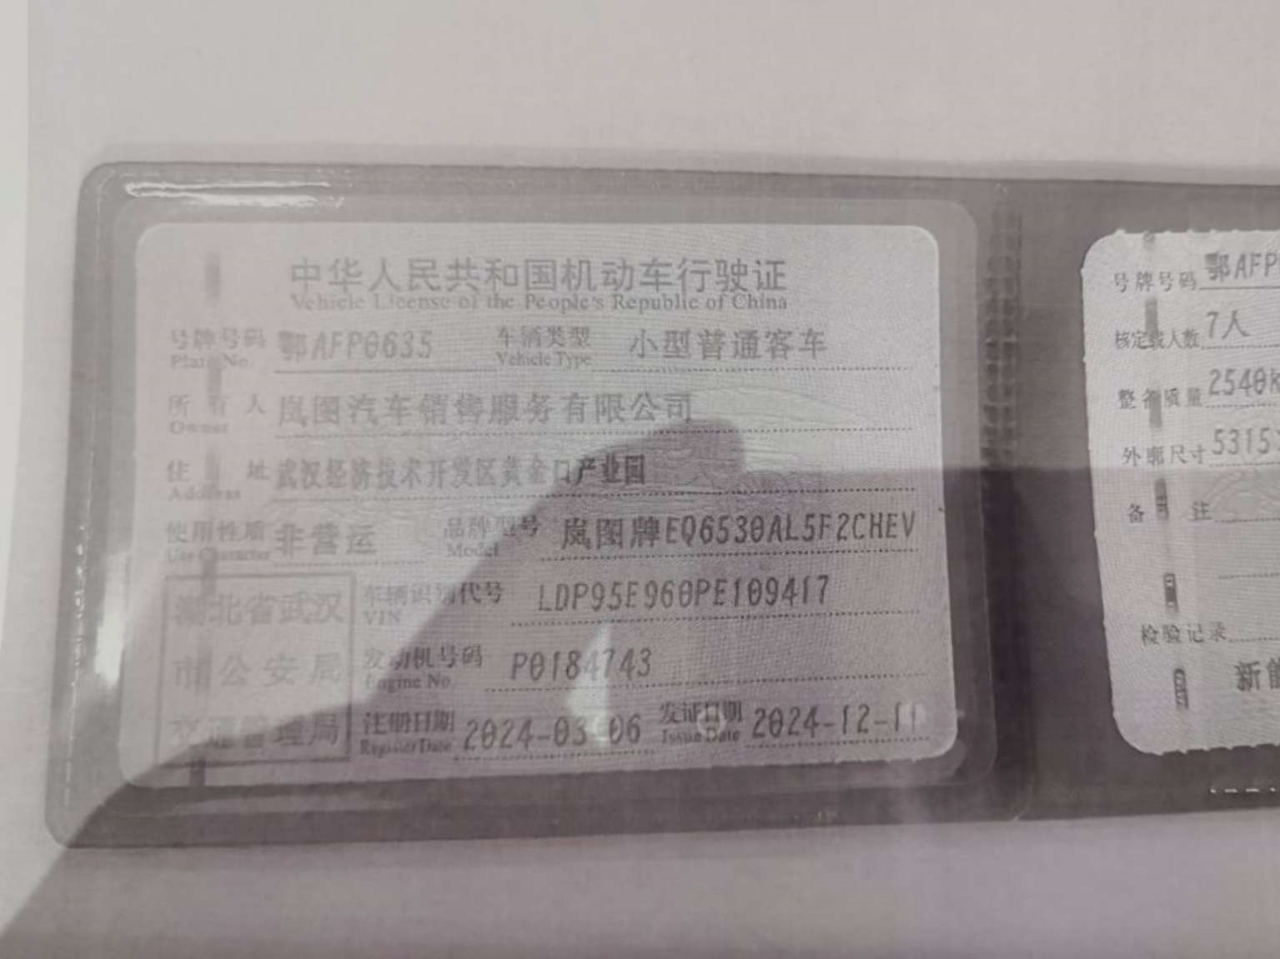 中华人民共和国机动车行驶证
Vehicle License of the People's Republic of China
号牌号码 鄂AFP0635 车辆类型 小型普通客车
Plate No. Vehicle Type
所有人 岚图汽车销售服务有限公司
Owner
住址 武汉经济技术开发区黄金口产业园
Address
使用性质 非营运 品牌型号 岚图牌EQ6530AL5F2CHEV
Use Character Model
湖北省武汉
市公安局
交通管理局
车辆识别代号 LDP95E960PE109417
VIN
发动机号码 P0184743
Engine No.
注册日期 2024-03-06 发证日期 2024-12-11
Register Date Issue Date
号牌号码 鄂AFP
核定载人数 7人
整备质量 2540k
外廓尺寸 5315
备注
检验记录
新能